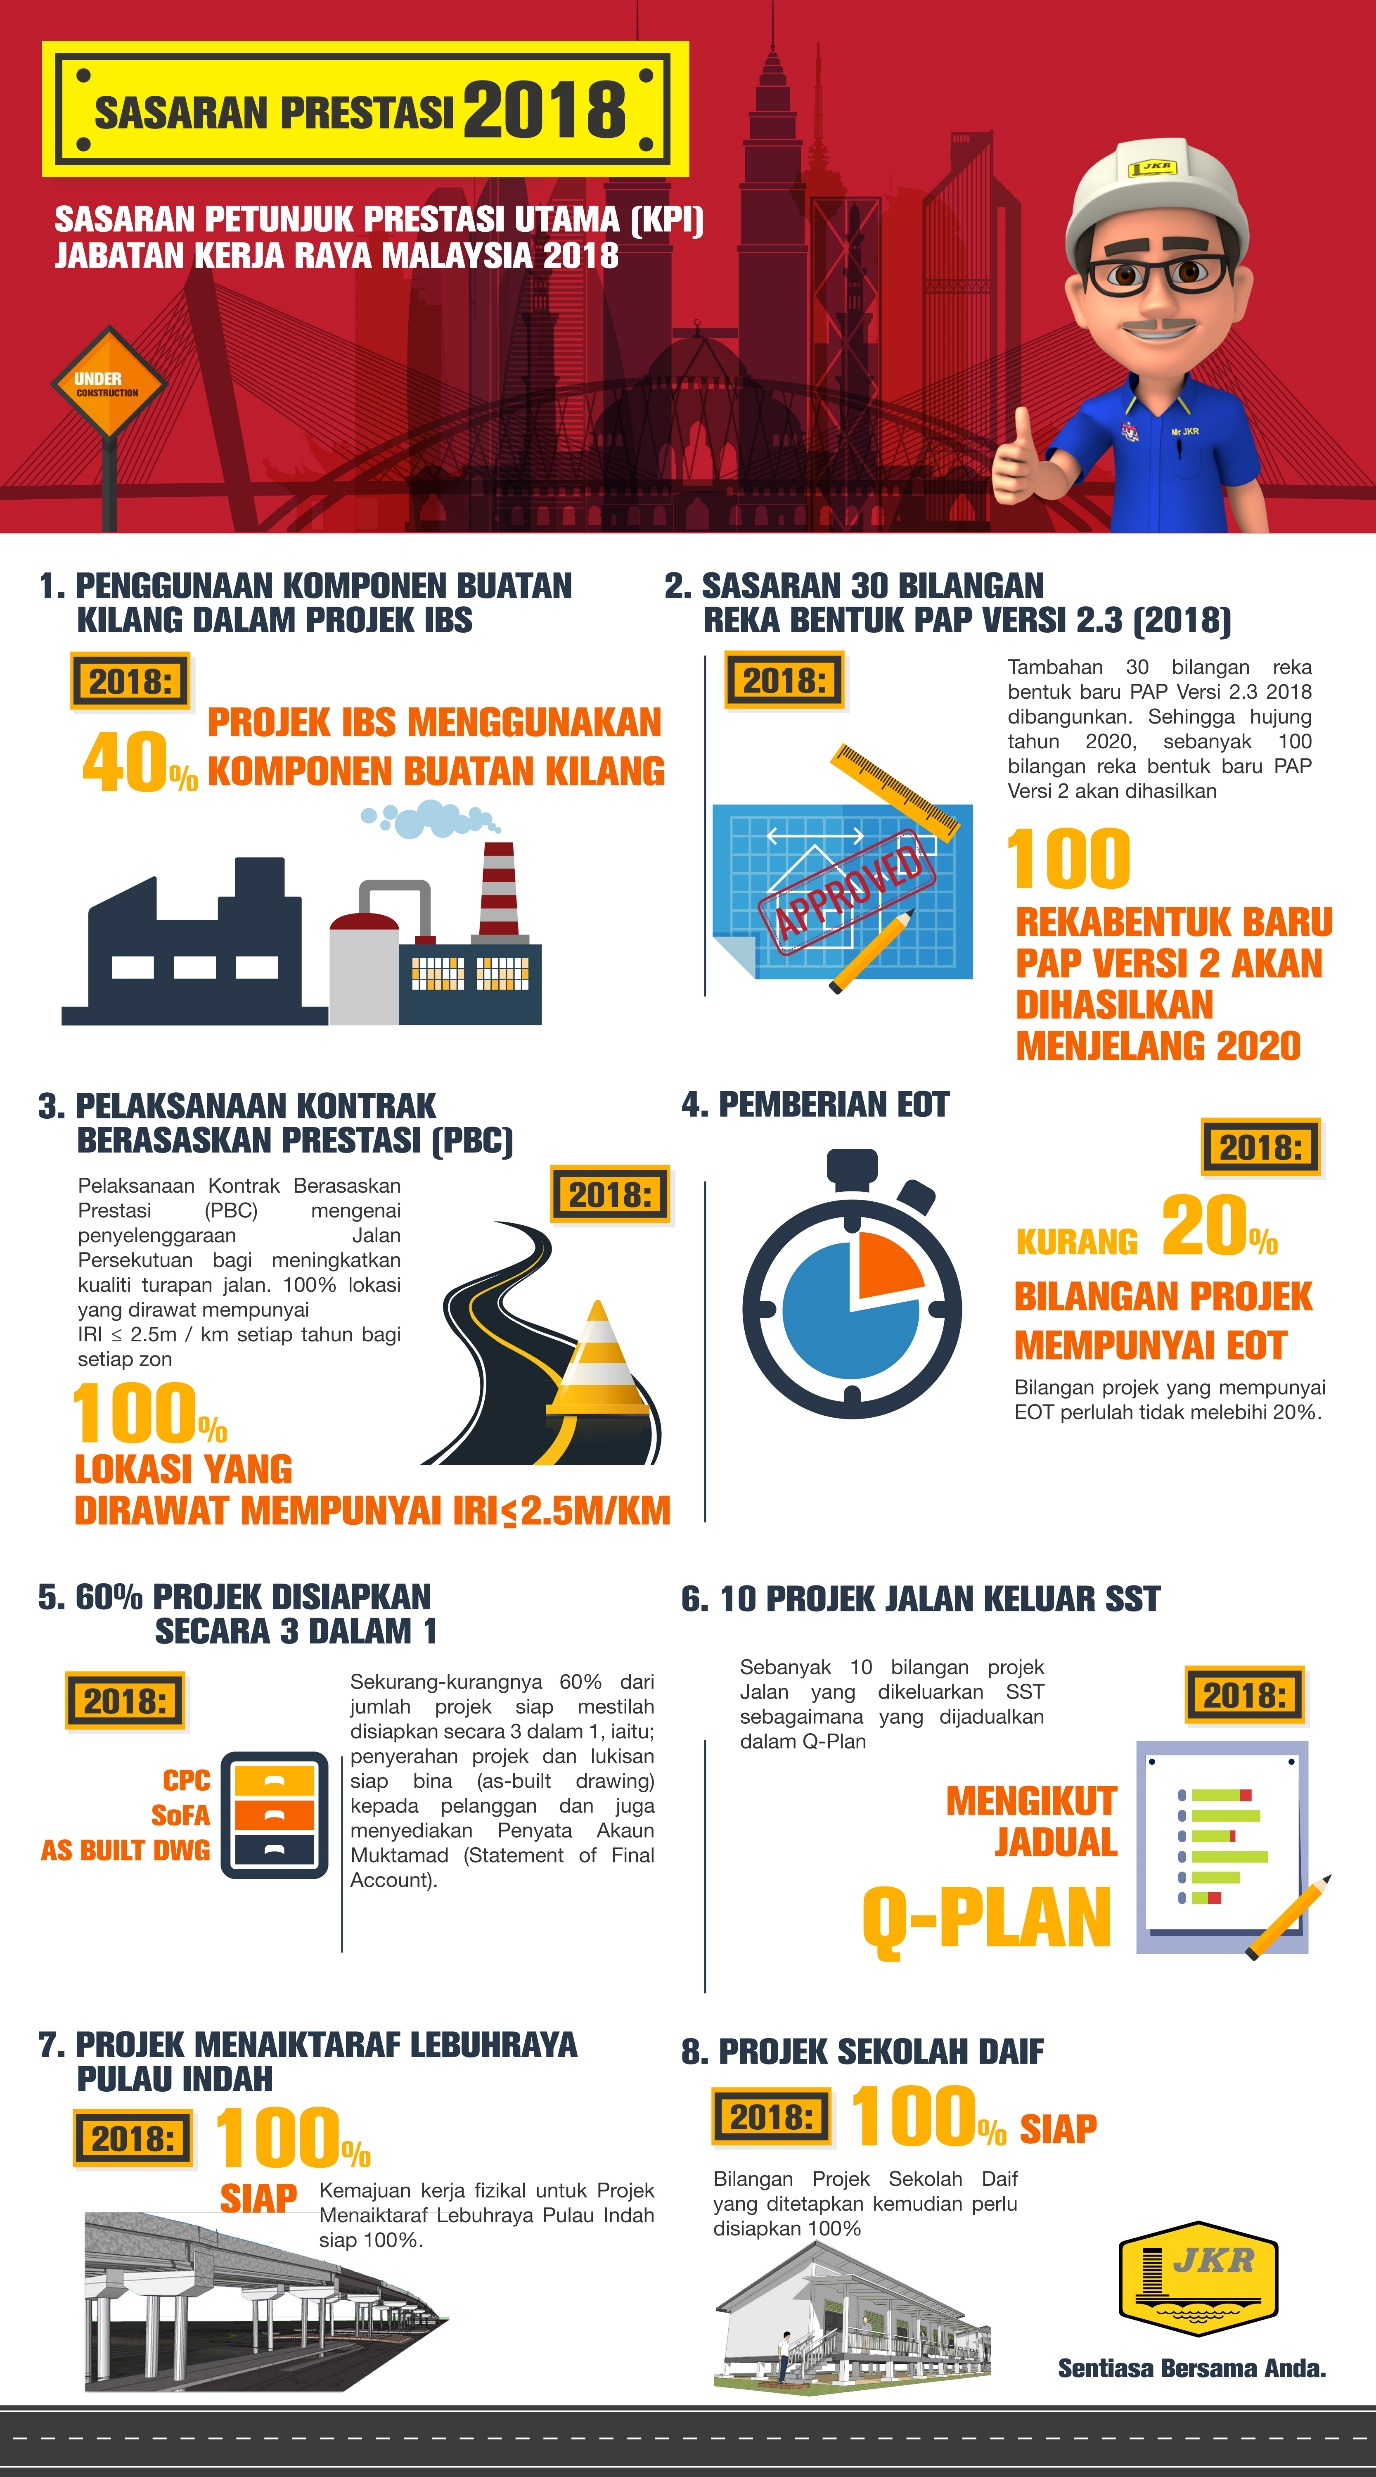 SASARAN PRESTASI 2018
SASARAN PETUNJUK PRESTASI UTAMA (KPI)
JABATAN KERJA RAYA MALAYSIA 2018
UNDER
CONSTRUCTION
JKR
Mr JKR
1. PENGGUNAAN KOMPONEN BUATAN
KILANG DALAM PROJEK IBS
2018:
40% PROJEK IBS MENGGUNAKAN
KOMPONEN BUATAN KILANG
2. SASARAN 30 BILANGAN
REKA BENTUK PAP VERSI 2.3 (2018)
2018:
APPROVED
Tambahan 30 bilangan reka
bentuk baru PAP Versi 2.3 2018
dibangunkan. Sehingga hujung
tahun 2020, sebanyak 100
bilangan reka bentuk baru PAP
Versi 2 akan dihasilkan
100
REKABENTUK BARU
PAP VERSI 2 AKAN
DIHASILKAN
MENJELANG 2020
3. PELAKSANAAN KONTRAK
BERASASKAN PRESTASI (PBC)
2018:
Pelaksanaan Kontrak Berasaskan
Prestasi (PBC) mengenai
penyelenggaraan Jalan
Persekutuan bagi meningkatkan
kualiti turapan jalan. 100% lokasi
yang dirawat mempunyai
IRI ≤ 2.5m / km setiap tahun bagi
setiap zon
100%
LOKASI YANG
DIRAWAT MEMPUNYAI IRI≤2.5M/KM
4. PEMBERIAN EOT
2018:
KURANG 20%
BILANGAN PROJEK
MEMPUNYAI EOT
Bilangan projek yang mempunyai
EOT perlulah tidak melebihi 20%.
5. 60% PROJEK DISIAPKAN
SECARA 3 DALAM 1
2018:
CPC
SoFA
AS BUILT DWG
Sekurang-kurangnya 60% dari
jumlah projek siap mestilah
disiapkan secara 3 dalam 1, iaitu;
penyerahan projek dan lukisan
siap bina (as-built drawing)
kepada pelanggan dan juga
menyediakan Penyata Akaun
Muktamad (Statement of Final
Account).
6. 10 PROJEK JALAN KELUAR SST
Sebanyak 10 bilangan projek
Jalan yang dikeluarkan SST
sebagaimana yang dijadualkan
dalam Q-Plan
2018:
MENGIKUT
JADUAL
Q-PLAN
7. PROJEK MENAIKTARAF LEBUHRAYA
PULAU INDAH
2018: 100%
SIAP
Kemajuan kerja fizikal untuk Projek
Menaiktaraf Lebuhraya Pulau Indah
siap 100%.
8. PROJEK SEKOLAH DAIF
2018: 100% SIAP
Bilangan Projek Sekolah Daif
yang ditetapkan kemudian perlu
disiapkan 100%
JKR
Sentiasa Bersama Anda.